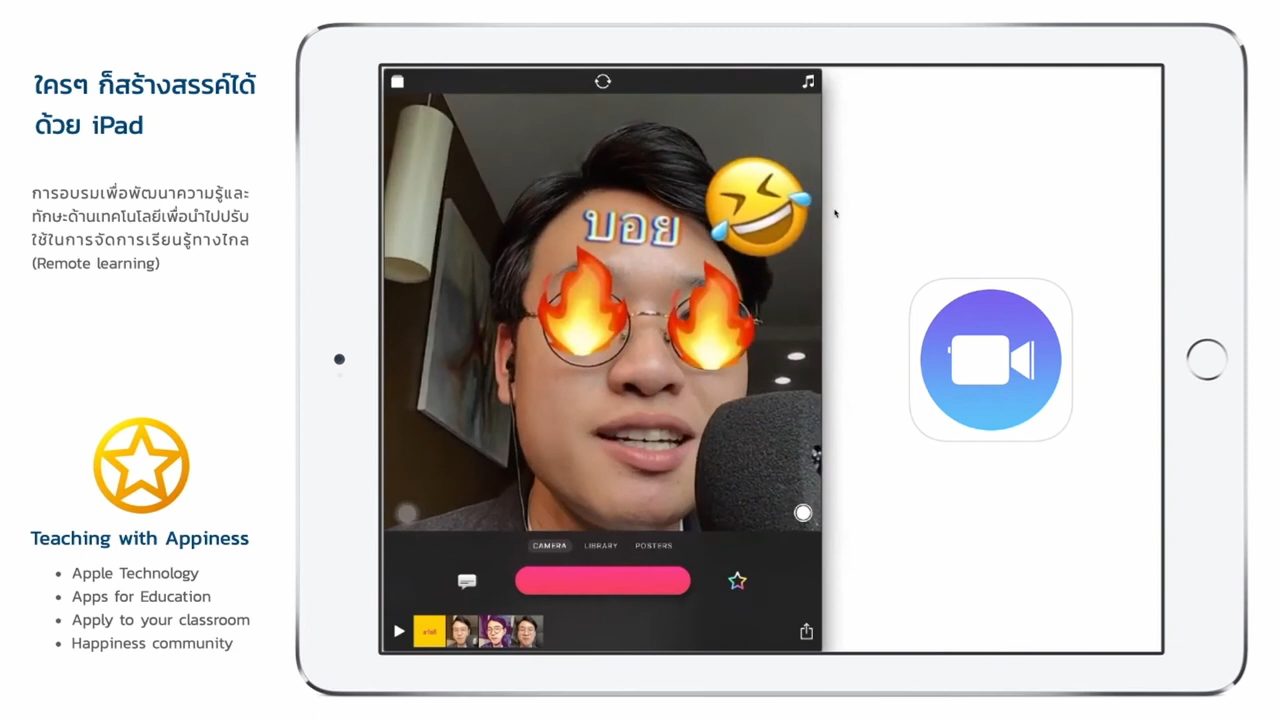 ใครๆ ก็สร้างสรรค์ได้
ด้วย iPad
การอบรมเพื่อพัฒนาความรู้และ
ทักษะด้านเทคโนโลยีเพื่อนำไปปรับ
ใช้ในการจัดการเรียนรู้ทางไกล
(Remote learning)
Teaching with Appiness
• Apple Technology
• Apps for Education
• Apply to your classroom
• Happiness community
บอย
CAMERA LIBRARY POSTERS